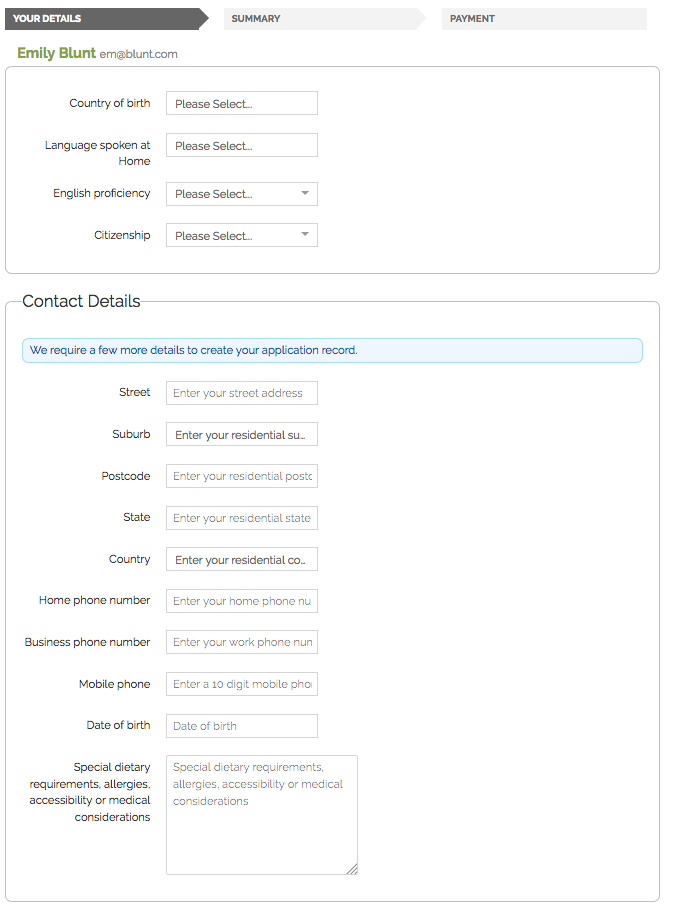 YOUR DETAILS SUMMARY PAYMENT
Emily Blunt em@blunt.com
Country of birth Please Select...
Language spoken at Please Select...
Home
English proficiency Please Select...
Citizenship Please Select...
Contact Details
We require a few more details to create your application record.
Street Enter your street address
Suburb Enter your residential su...
Postcode Enter your residential postc
State Enter your residential state
Country Enter your residential co...
Home phone number Enter your home phone nu
Business phone number Enter your work phone num
Mobile phone Enter a 10 digit mobile pho
Date of birth Date of birth
Special dietary Special dietary requirements,
requirements, allergies, allergies, accessibility or medical
accessibility or medical considerations
considerations